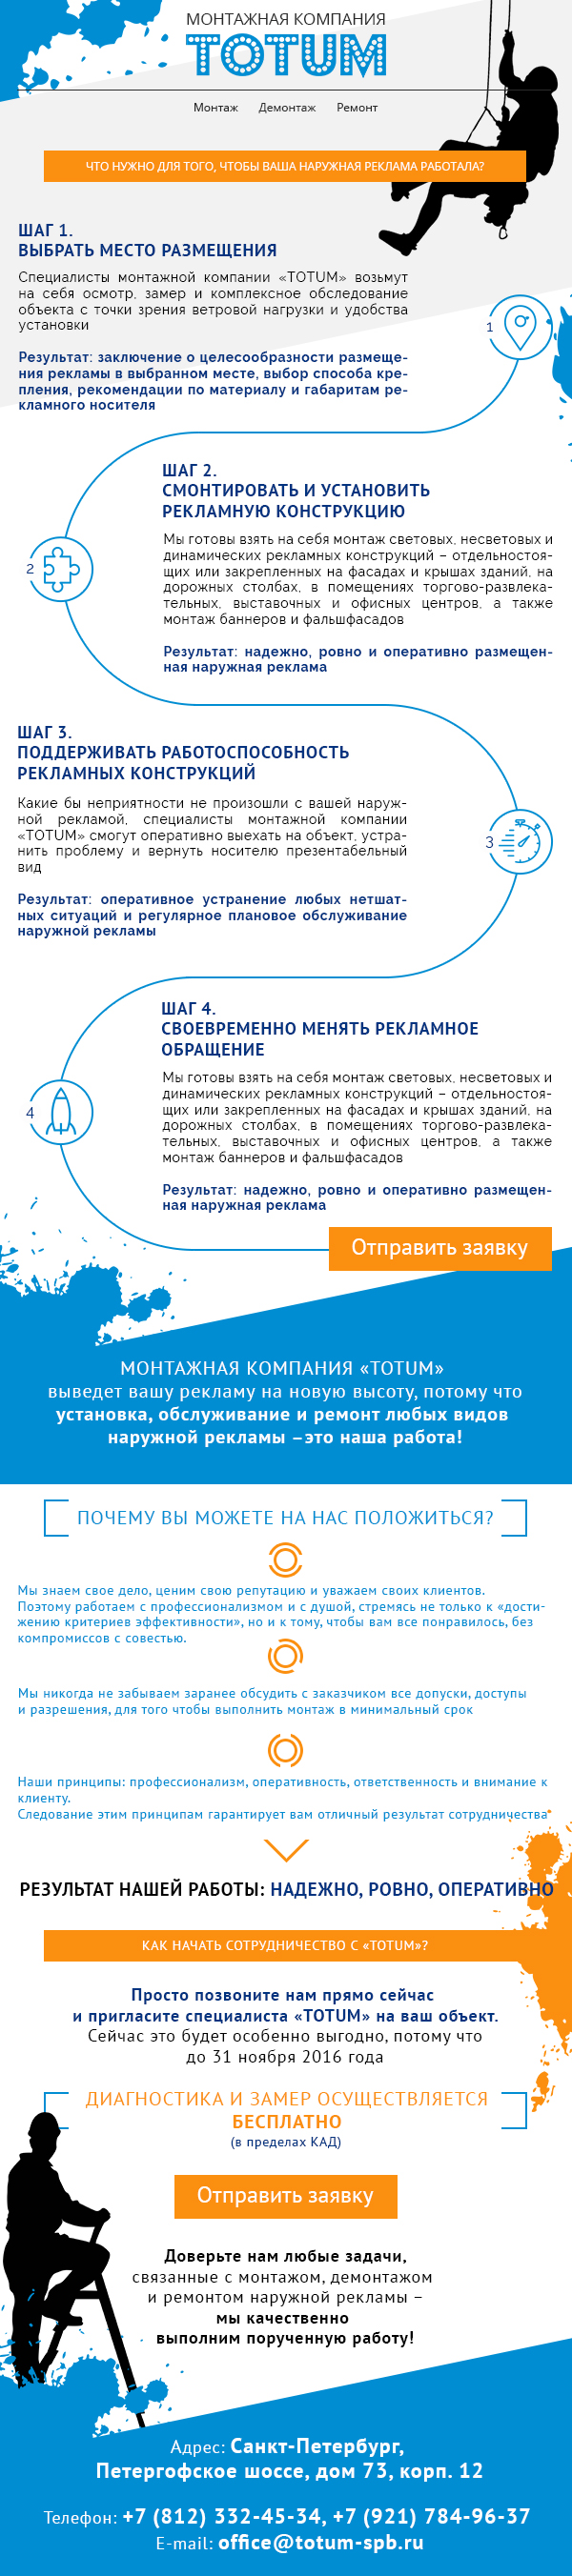 МОНТАЖНАЯ КОМПАНИЯ
TOTUM
Монтаж Демонтаж Ремонт
ЧТО НУЖНО ДЛЯ ТОГО, ЧТОБЫ ВАША НАРУЖНАЯ РЕКЛАМА РАБОТАЛА?
ШАГ 1.
ВЫБРАТЬ МЕСТО РАЗМЕЩЕНИЯ
Специалисты монтажной компании «TOTUM» возьмут
на себя осмотр, замер и комплексное обследование
объекта с точки зрения ветровой нагрузки и удобства
установки
1
Результат: заключение о целесообразности размеще-
ния рекламы в выбранном месте, выбор способа кре-
пления, рекомендации по материалу и габаритам ре-
кламного носителя
ШАГ 2.
СМОНТИРОВАТЬ И УСТАНОВИТЬ
РЕКЛАМНУЮ КОНСТРУКЦИЮ
Мы готовы взять на себя монтаж световых, несветовых и
динамических рекламных конструкций – отдельностоя-
щих или закрепленных на фасадах и крышах зданий, на
дорожных столбах, в помещениях торгово-развлека-
тельных, выставочных и офисных центров, а также
монтаж баннеров и фальшфасадов
2
Результат: надежно, ровно и оперативно размещен-
ная наружная реклама
ШАГ 3.
ПОДДЕРЖИВАТЬ РАБОТОСПОСОБНОСТЬ
РЕКЛАМНЫХ КОНСТРУКЦИЙ
Какие бы неприятности не произошли с вашей наруж-
ной рекламой, специалисты монтажной компании
«TOTUM» смогут оперативно выехать на объект, устра-
нить проблему и вернуть носителю презентабельный
вид
3
Результат: оперативное устранение любых нетшат-
ных ситуаций и регулярное плановое обслуживание
наружной рекламы
ШАГ 4.
СВОЕВРЕМЕННО МЕНЯТЬ РЕКЛАМНОЕ
ОБРАЩЕНИЕ
Мы готовы взять на себя монтаж световых, несветовых и
динамических рекламных конструкций – отдельностоя-
щих или закрепленных на фасадах и крышах зданий, на
дорожных столбах, в помещениях торгово-развлека-
тельных, выставочных и офисных центров, а также
монтаж баннеров и фальшфасадов
4
Результат: надежно, ровно и оперативно размещен-
ная наружная реклама
Отправить заявку
МОНТАЖНАЯ КОМПАНИЯ «TOTUM»
выведет вашу рекламу на новую высоту, потому что
установка, обслуживание и ремонт любых видов
наружной рекламы –это наша работа!
ПОЧЕМУ ВЫ МОЖЕТЕ НА НАС ПОЛОЖИТЬСЯ?
Мы знаем свое дело, ценим свою репутацию и уважаем своих клиентов.
Поэтому работаем с профессионализмом и с душой, стремясь не только к «дости-
жению критериев эффективности», но и к тому, чтобы вам все понравилось, без
компромиссов с совестью.
Мы никогда не забываем заранее обсудить с заказчиком все допуски, доступы
и разрешения, для того чтобы выполнить монтаж в минимальный срок
Наши принципы: профессионализм, оперативность, ответственность и внимание к
клиенту.
Следование этим принципам гарантирует вам отличный результат сотрудничества
РЕЗУЛЬТАТ НАШЕЙ РАБОТЫ: НАДЕЖНО, РОВНО, ОПЕРАТИВНО
КАК НАЧАТЬ СОТРУДНИЧЕСТВО С «TOTUM»?
Просто позвоните нам прямо сейчас
и пригласите специалиста «TOTUM» на ваш объект.
Сейчас это будет особенно выгодно, потому что
до 31 ноября 2016 года
ДИАГНОСТИКА И ЗАМЕР ОСУЩЕСТВЛЯЕТСЯ
БЕСПЛАТНО
(в пределах КАД)
Отправить заявку
Доверьте нам любые задачи,
связанные с монтажом, демонтажом
и ремонтом наружной рекламы –
мы качественно
выполним порученную работу!
Адрес: Санкт-Петербург,
Петергофское шоссе, дом 73, корп. 12
Телефон: +7 (812) 332-45-34, +7 (921) 784-96-37
E-mail: office@totum-spb.ru